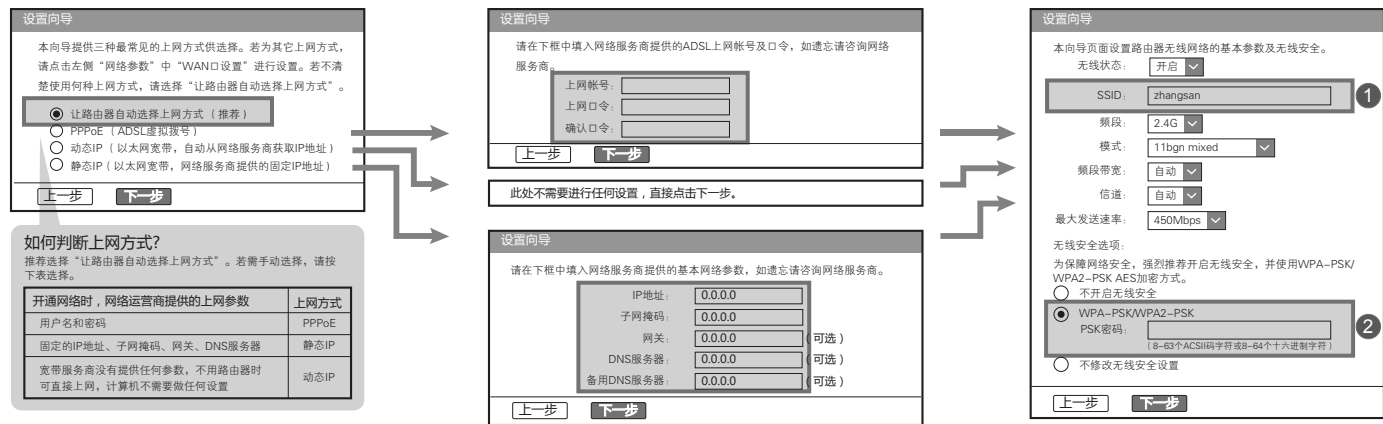 设置向导
本向导提供三种最常见的上网方式供选择。若为其它上网方式，
请点击左侧“网络参数”中“WAN口设置”进行设置。若不清
楚使用何种上网方式，请选择“让路由器自动选择上网方式”。
让路由器自动选择上网方式（推荐）
PPPoE（ADSL虚拟拨号）
动态IP（以太网宽带，自动从网络服务商获取IP地址）
静态IP（以太网宽带，网络服务商提供的固定IP地址）
上一步 下一步
如何判断上网方式?
推荐选择“让路由器自动选择上网方式”。若需手动选择，请按
下表选择。
开通网络时，网络运营商提供的上网参数 上网方式
用户名和密码 PPPoE
固定的IP地址、子网掩码、网关、DNS服务器 静态IP
宽带服务商没有提供任何参数，不用路由器时
可直接上网，计算机不需要做任何设置 动态IP
设置向导
请在下框中填入网络服务商提供的ADSL上网帐号及口令，如遗忘请咨询网络
服务商。
上网帐号：
上网口令：
确认口令：
上一步 下一步
此处不需要进行任何设置，直接点击下一步。
设置向导
请在下框中填入网络服务商提供的基本网络参数，如遗忘请咨询网络服务商。
IP地址： 0.0.0.0
子网掩码： 0.0.0.0
网关： 0.0.0.0 （可选）
DNS服务器： 0.0.0.0 （可选）
备用DNS服务器： 0.0.0.0 （可选）
上一步 下一步
设置向导
本向导页面设置路由器无线网络的基本参数及无线安全。
无线状态： 开启
SSID： zhangsan 1
频段： 2.4G
模式： 11bgn mixed
频段带宽： 自动
信道： 自动
最大发送速率： 450Mbps
无线安全选项：
为保障网络安全，强烈推荐开启无线安全，并使用WPA-PSK/
WPA2-PSK AES加密方式。
不开启无线安全
WPA-PSK/WPA2-PSK
PSK密码： 2
（8-63个ACSII码字符或8-64个十六进制字符）
不修改无线安全设置
上一步 下一步